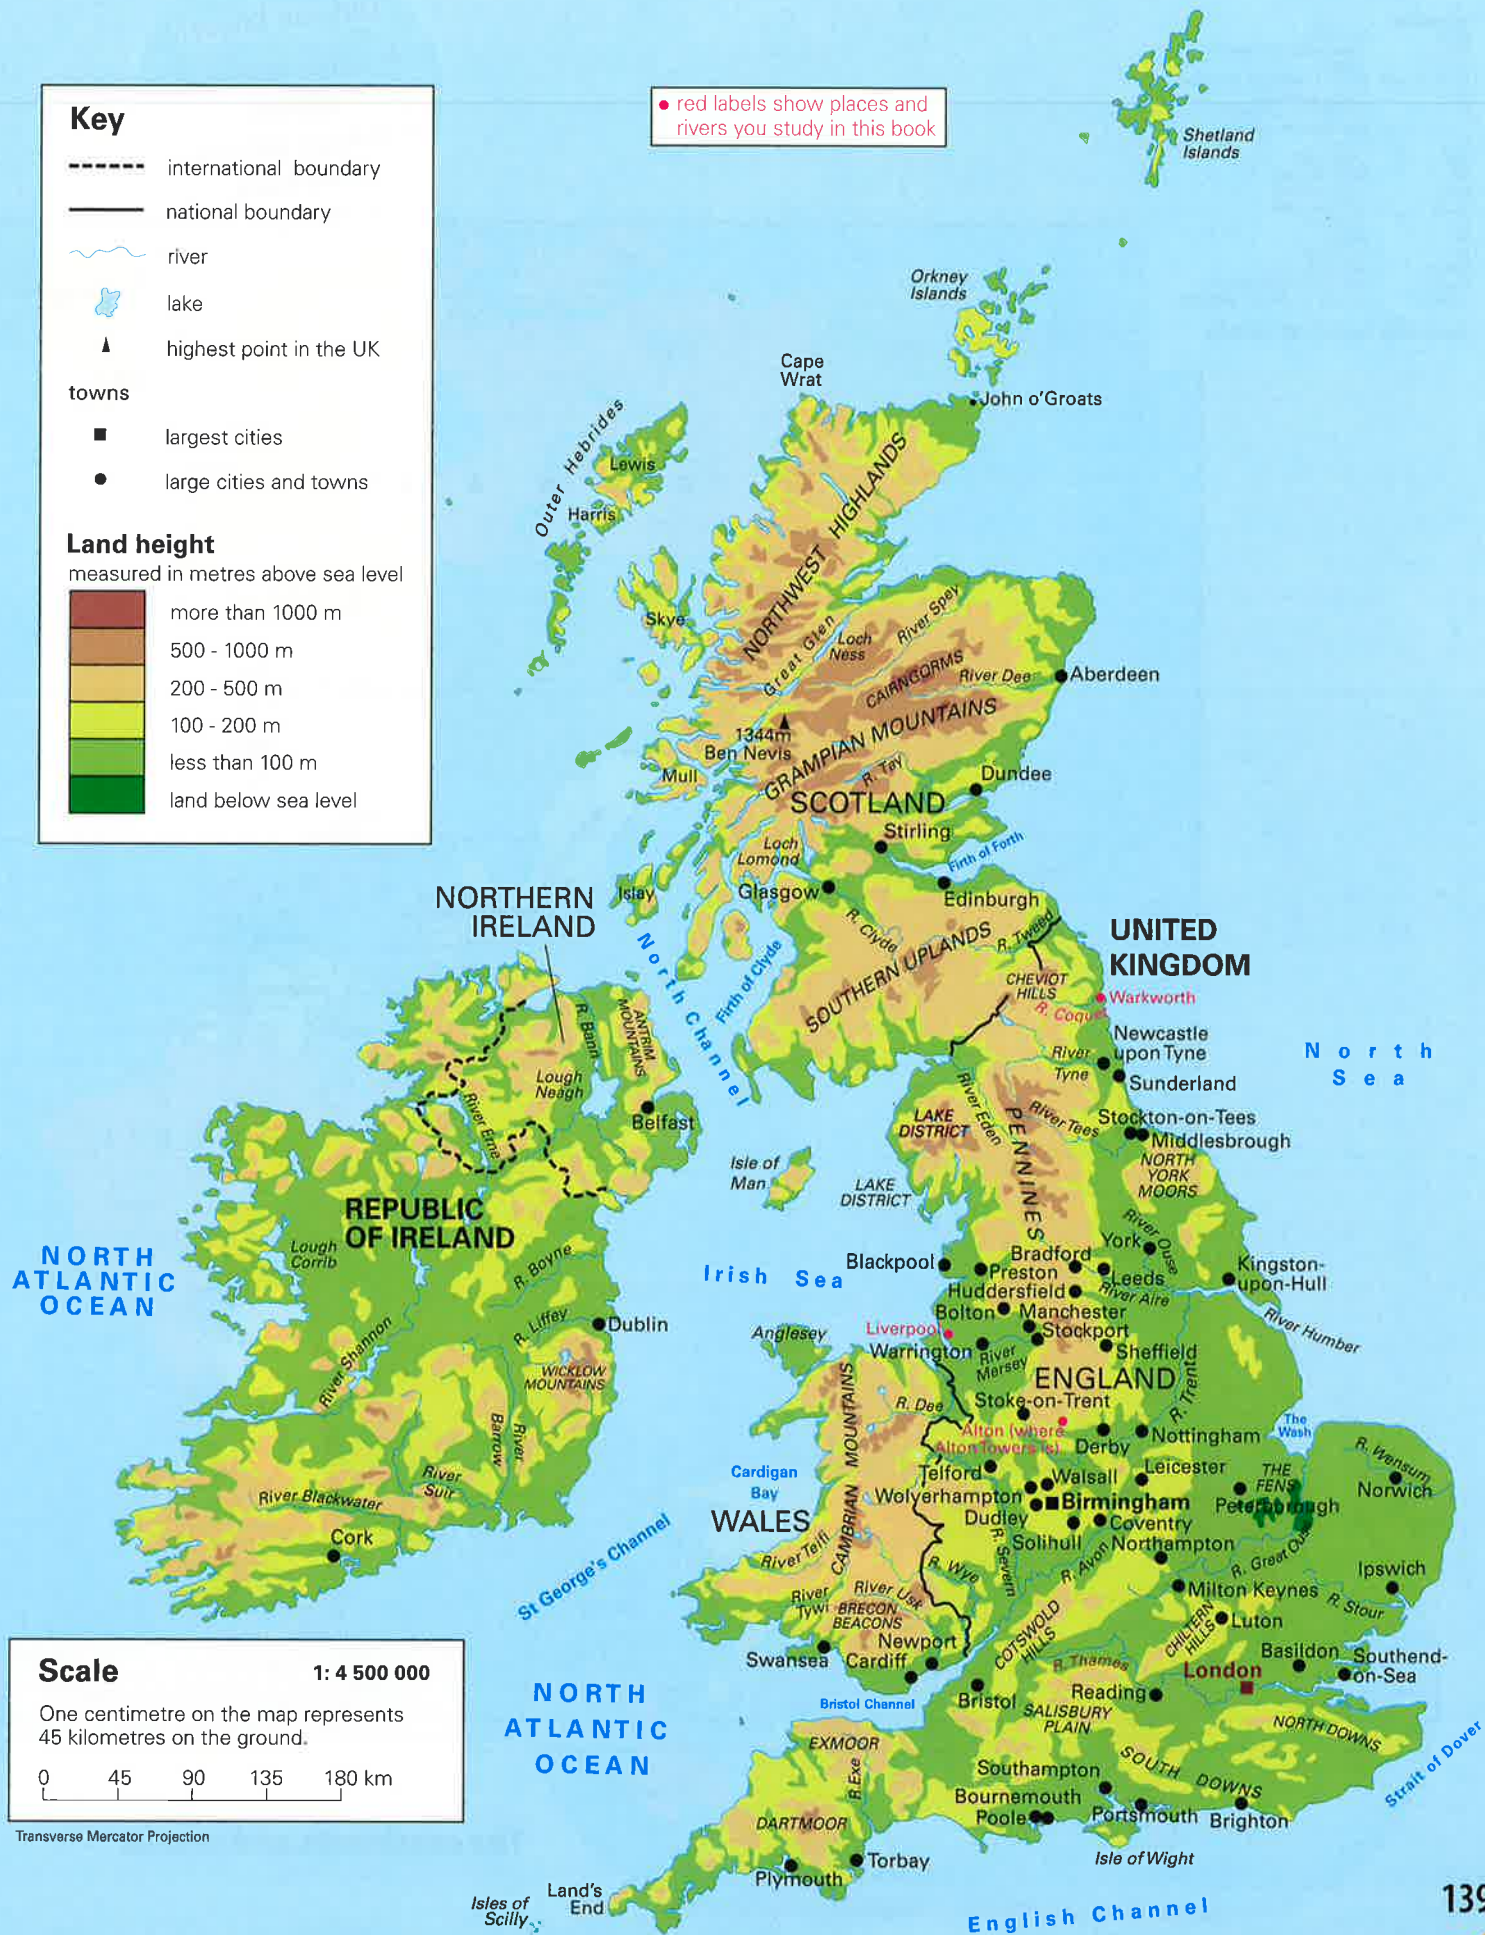 Key
international boundary
national boundary
river
lake
highest point in the UK
towns
largest cities
large cities and towns
Land height
measured in metres above sea level
more than 1000 m
500 - 1000 m
200 - 500 m
100 - 200 m
less than 100 m
land below sea level
red labels show places and
rivers you study in this book
Shetland
Islands
Orkney
Islands
Cape
Wrat
John o'Groats
Outer Hebrides
Lewis
Harris
NORTHWEST HIGHLANDS
Skye
Great Glen
Loch
Ness
River Spey
CAIRNGORMS
River Dee
Aberdeen
1344m
Ben Nevis
GRAMPIAN MOUNTAINS
Mull
R. Tay
Dundee
SCOTLAND
Stirling
Loch
Lomond
Firth of Forth
Islay
Glasgow
Edinburgh
NORTHERN
IRELAND
R. Clyde
R. Tweed
SOUTHERN UPLANDS
UNITED
KINGDOM
North Channel
Firth of Clyde
CHEVIOT
HILLS
Warkworth
R. Coquet
R. Bann
ANTRIM
MOUNTAINS
Newcastle
upon Tyne
River
Tyne
Sunderland
North
Sea
Lough
Neagh
River Erne
Belfast
LAKE
DISTRICT
River Eden
PENNINES
River Tees
Stockton-on-Tees
Middlesbrough
NORTH
YORK
MOORS
Isle of
Man
LAKE
DISTRICT
REPUBLIC
OF IRELAND
Lough
Corrib
NORTH
ATLANTIC
OCEAN
R. Boyne
Irish Sea
Blackpool
Preston
Bradford
York
River Ouse
Leeds
Kingston-
upon-Hull
Huddersfield
River Aire
River Humber
Bolton
Manchester
Stockport
Liverpool
Warrington
River
Mersey
Sheffield
Anglesey
R. Liffey
Dublin
River Shannon
WICKLOW
MOUNTAINS
ENGLAND
R. Trent
R. Dee
Stoke-on-Trent
Alton (where
Alton Towers is)
Derby
Nottingham
The
Wash
CAMBRIAN MOUNTAINS
River
Barrow
River
Suir
River Blackwater
Cork
Cardigan
Bay
Telford
Walsall
Leicester
THE
FENS
R. Wensum
Norwich
Wolverhampton
Birmingham
Peterborough
WALES
Dudley
Coventry
Solihull
Northampton
St George's Channel
River Teifi
R. Wye
R. Severn
R. Avon
R. Great Ouse
Ipswich
River
Tywi
River Usk
BRECON
BEACONS
Milton Keynes
R. Stour
COTSWOLD
HILLS
CHILTERN
HILLS
Luton
Swansea
Cardiff
Newport
R. Thames
London
Basildon
Southend-
on-Sea
Bristol Channel
Bristol
Reading
SALISBURY
PLAIN
NORTH DOWNS
EXMOOR
R. Exe
Southampton
SOUTH DOWNS
Strait of Dover
Bournemouth
Poole
Portsmouth
Brighton
DARTMOOR
Torbay
Isle of Wight
Plymouth
Land's
End
Isles of
Scilly
English Channel
NORTH
ATLANTIC
OCEAN
Scale
1: 4 500 000
One centimetre on the map represents
45 kilometres on the ground.
0 45 90 135 180 km
Transverse Mercator Projection
139